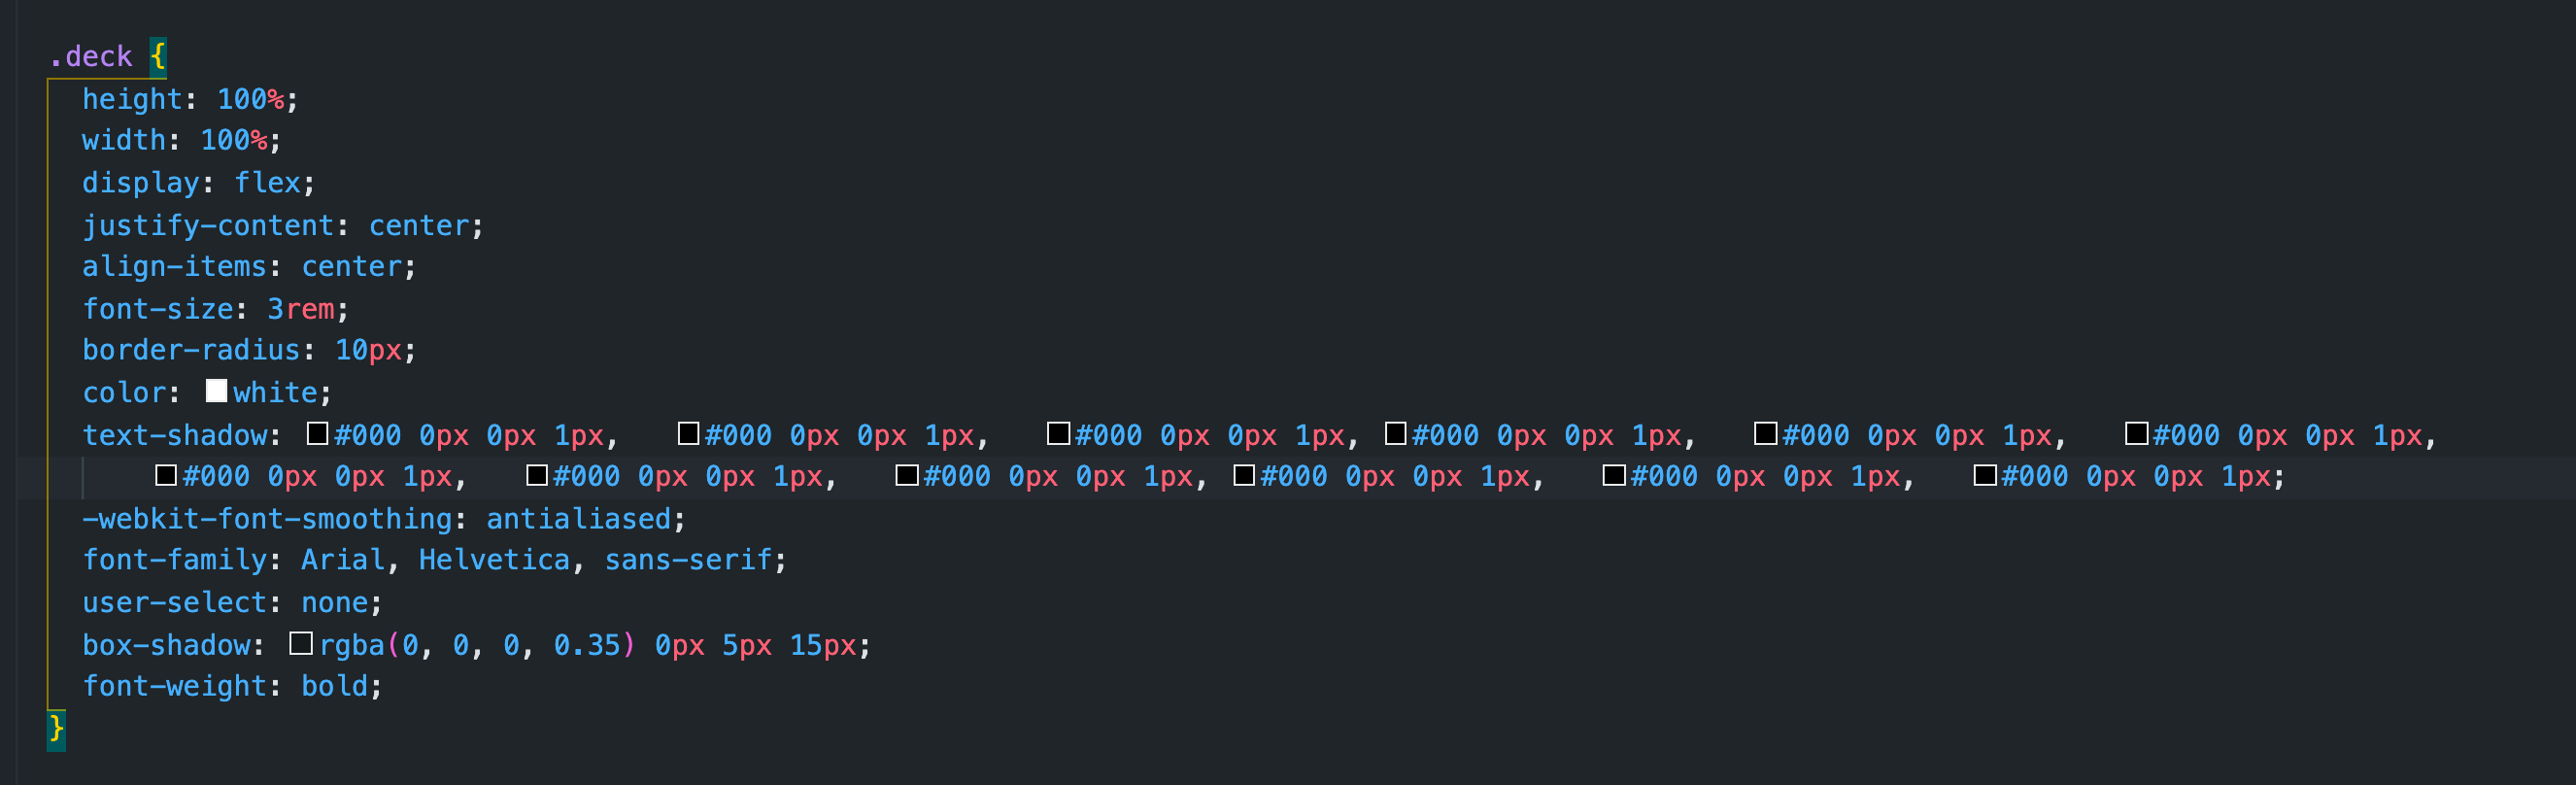 .deck {
height: 100%;
width: 100%;
display: flex;
justify-content: center;
align-items: center;
font-size: 3rem;
border-radius: 10px;
color: white;
text-shadow: #000 0px 0px 1px, #000 0px 0px 1px, #000 0px 0px 1px, #000 0px 0px 1px, #000 0px 0px 1px, #000 0px 0px 1px,
#000 0px 0px 1px, #000 0px 0px 1px, #000 0px 0px 1px, #000 0px 0px 1px, #000 0px 0px 1px, #000 0px 0px 1px;
-webkit-font-smoothing: antialiased;
font-family: Arial, Helvetica, sans-serif;
user-select: none;
box-shadow: rgba(0, 0, 0, 0.35) 0px 5px 15px;
font-weight: bold;
}